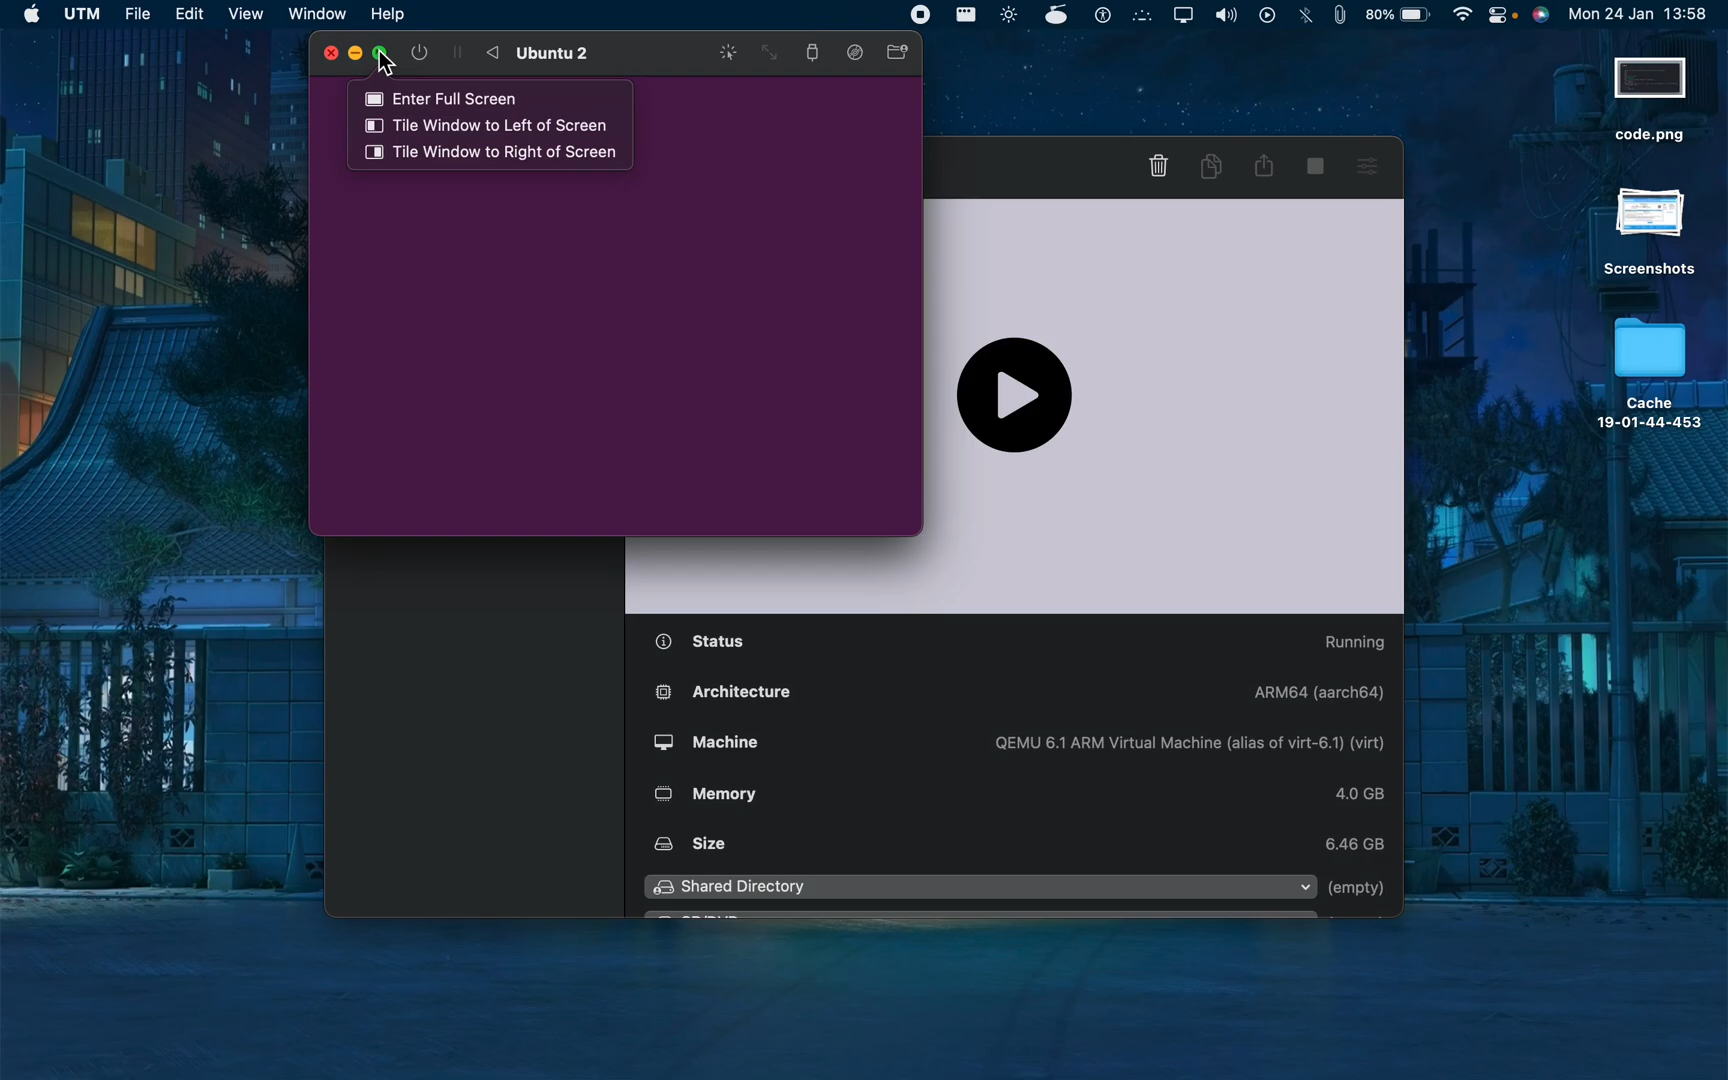 UTM File Edit View Window Help 80% Mon 24 Jan 13:58
Ubuntu 2
Enter Full Screen
Tile Window to Left of Screen
Tile Window to Right of Screen
code.png
Screenshots
Cache
19-01-44-453
Status Running
Architecture ARM64 (aarch64)
Machine QEMU 6.1 ARM Virtual Machine (alias of virt-6.1) (virt)
Memory 4.0 GB
Size 6.46 GB
Shared Directory (empty)